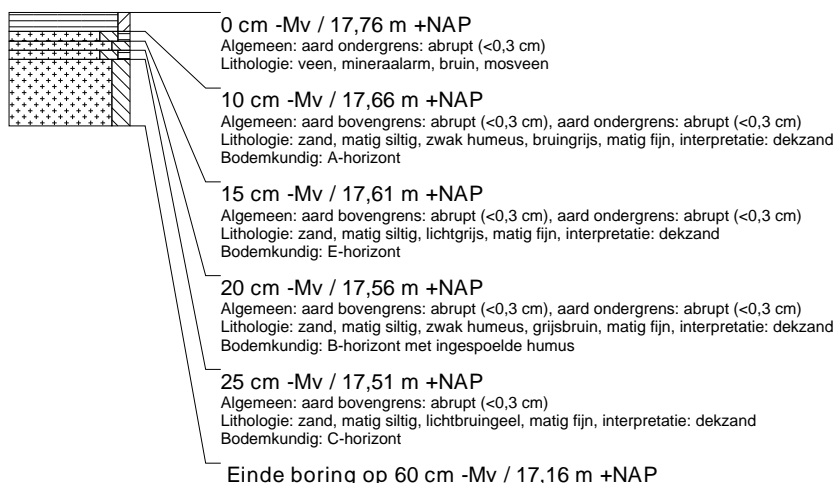 0 cm -Mv / 17,76 m +NAP
Algemeen: aard ondergrens: abrupt (<0,3 cm)
Lithologie: veen, mineraalarm, bruin, mosveen
10 cm -Mv / 17,66 m +NAP
Algemeen: aard bovengrens: abrupt (<0,3 cm), aard ondergrens: abrupt (<0,3 cm)
Lithologie: zand, matig siltig, zwak humeus, bruingrijs, matig fijn, interpretatie: dekzand
Bodemkundig: A-horizont
15 cm -Mv / 17,61 m +NAP
Algemeen: aard bovengrens: abrupt (<0,3 cm), aard ondergrens: abrupt (<0,3 cm)
Lithologie: zand, matig siltig, lichtgrijs, matig fijn, interpretatie: dekzand
Bodemkundig: E-horizont
20 cm -Mv / 17,56 m +NAP
Algemeen: aard bovengrens: abrupt (<0,3 cm), aard ondergrens: abrupt (<0,3 cm)
Lithologie: zand, matig siltig, zwak humeus, grijsbruin, matig fijn, interpretatie: dekzand
Bodemkundig: B-horizont met ingespoelde humus
25 cm -Mv / 17,51 m +NAP
Algemeen: aard bovengrens: abrupt (<0,3 cm)
Lithologie: zand, matig siltig, lichtbruingeel, matig fijn, interpretatie: dekzand
Bodemkundig: C-horizont
Einde boring op 60 cm -Mv / 17,16 m +NAP